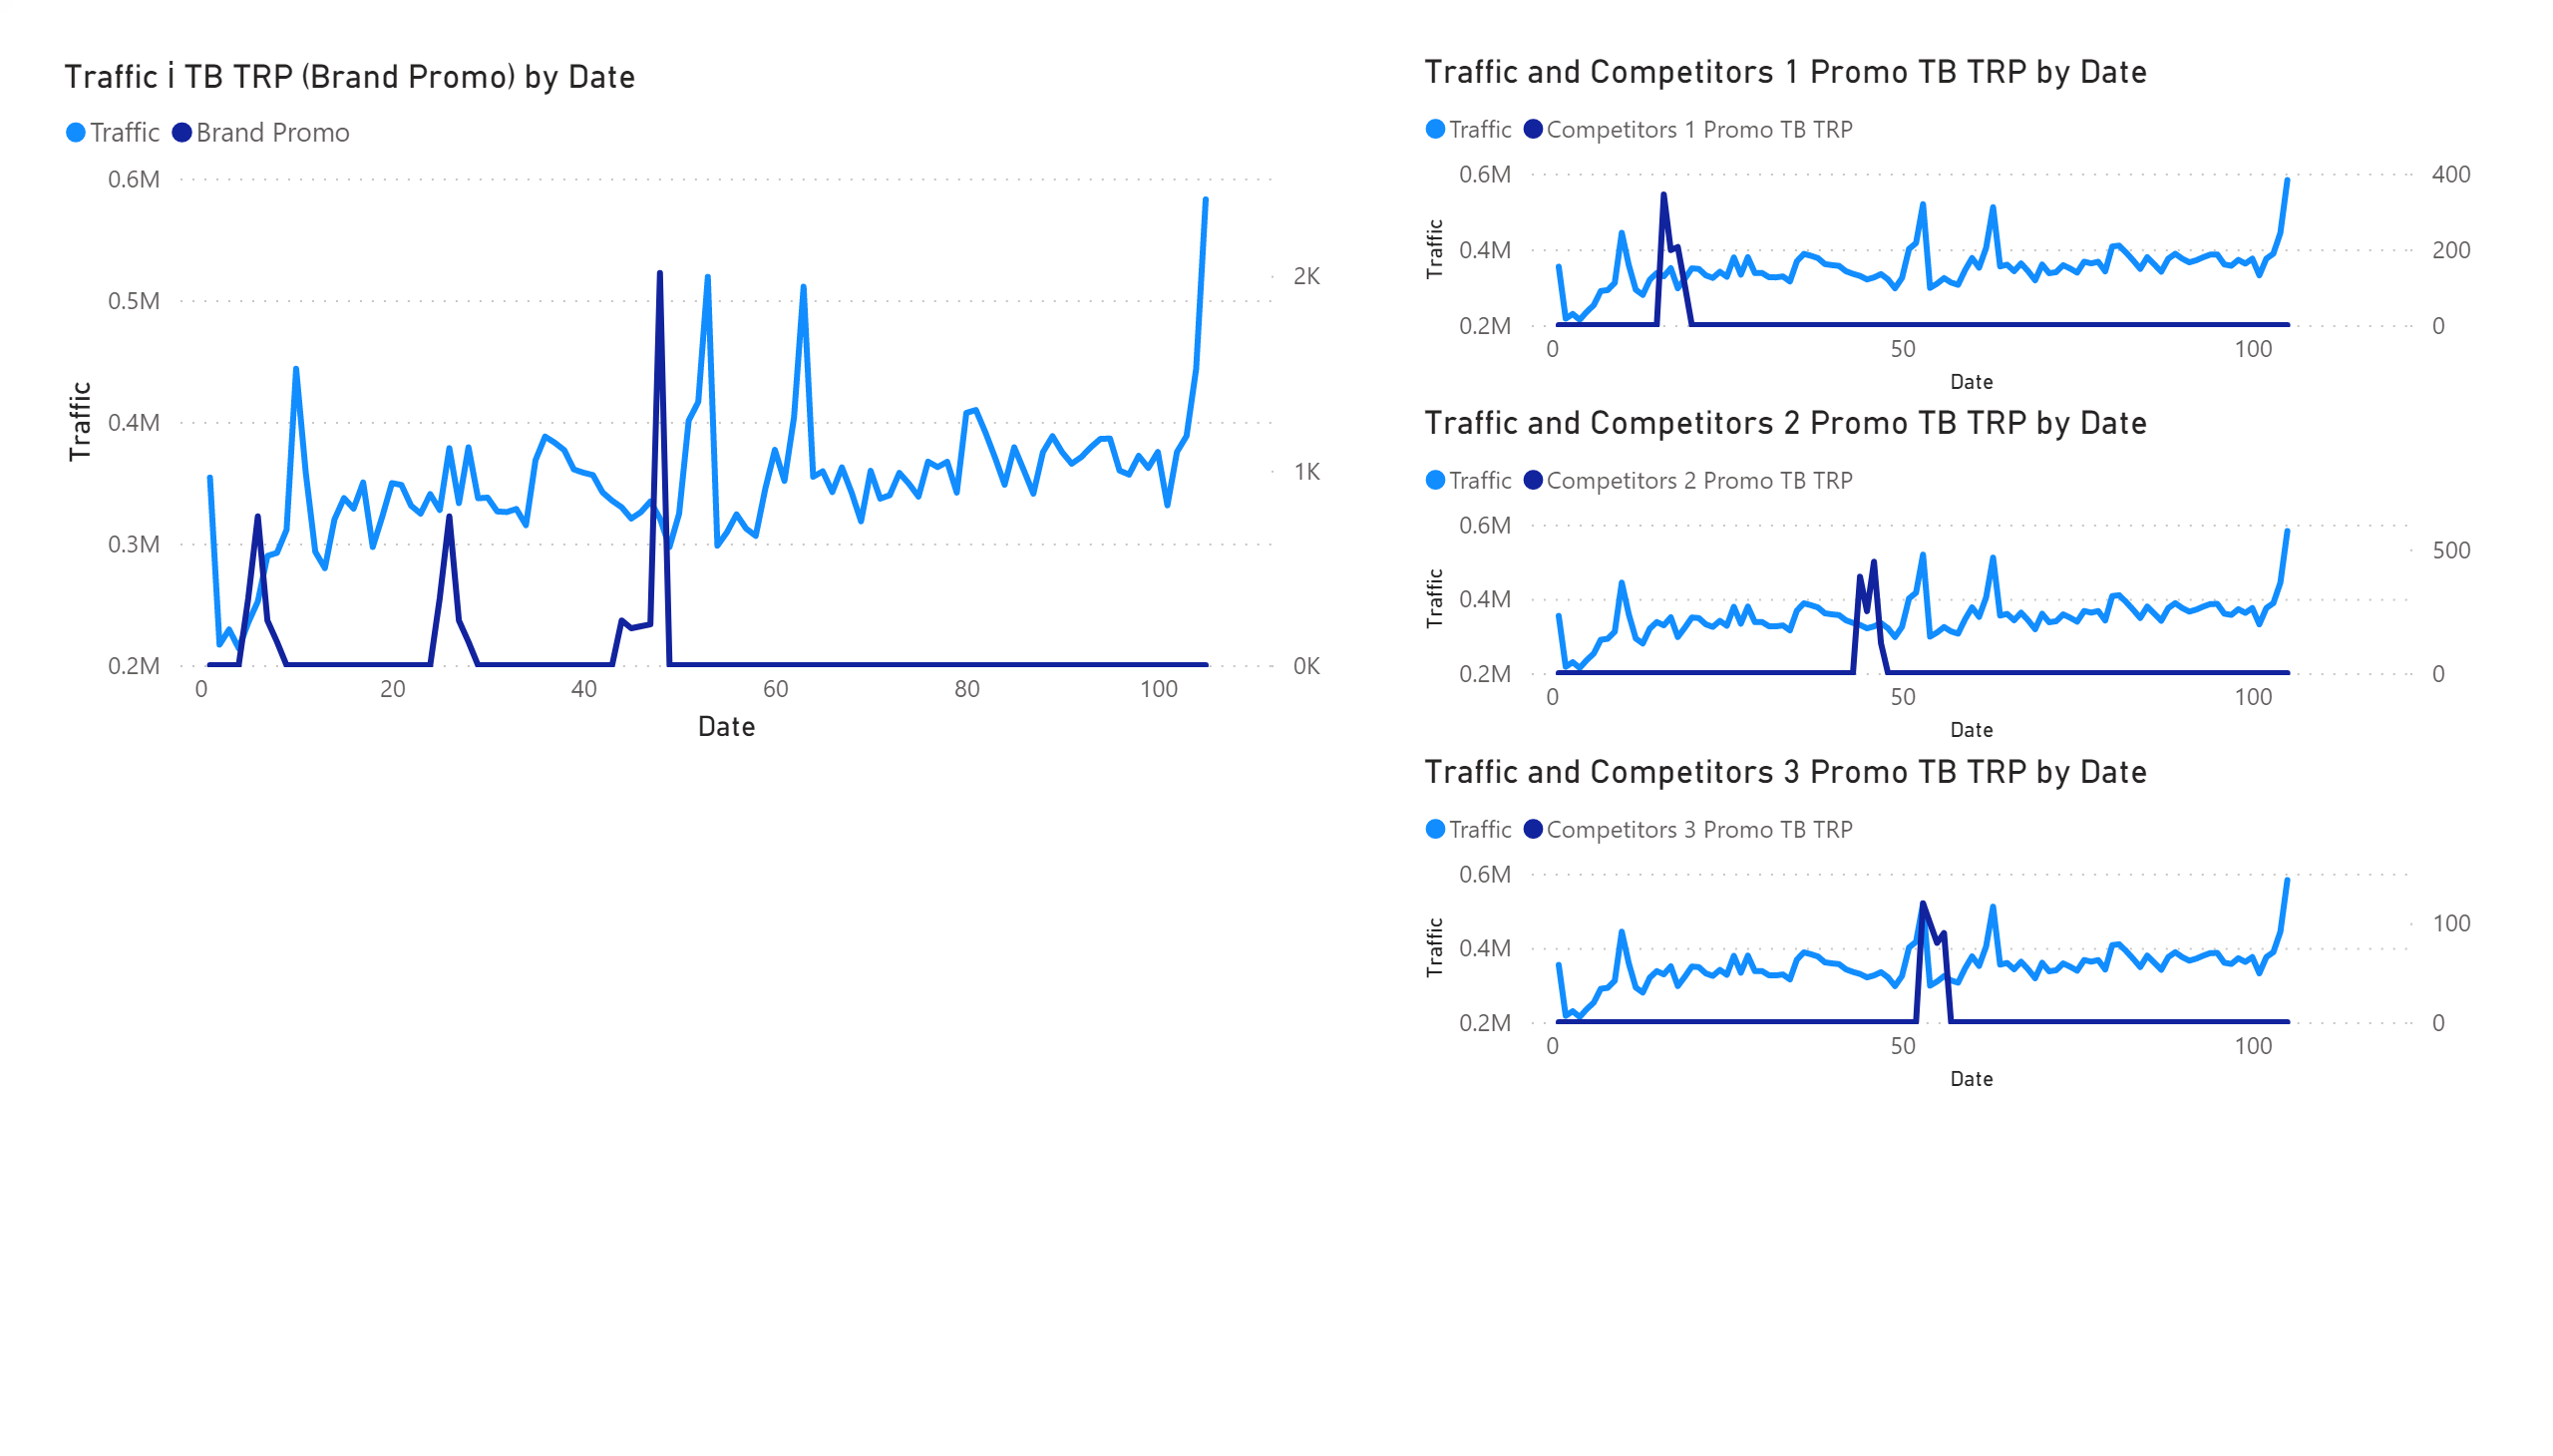 Traffic і TB TRP (Brand Promo) by Date
Traffic Brand Promo
0.6M
0.5M
0.4M
0.3M
0.2M
Traffic
2K
1K
0K
0 20 40 60 80 100
Date
Traffic and Competitors 1 Promo TB TRP by Date
Traffic Competitors 1 Promo TB TRP
0.6M
0.4M
0.2M
Traffic
400
200
0
0 50 100
Date
Traffic and Competitors 2 Promo TB TRP by Date
Traffic Competitors 2 Promo TB TRP
0.6M
0.4M
0.2M
Traffic
500
0
0 50 100
Date
Traffic and Competitors 3 Promo TB TRP by Date
Traffic Competitors 3 Promo TB TRP
0.6M
0.4M
0.2M
Traffic
100
0
0 50 100
Date